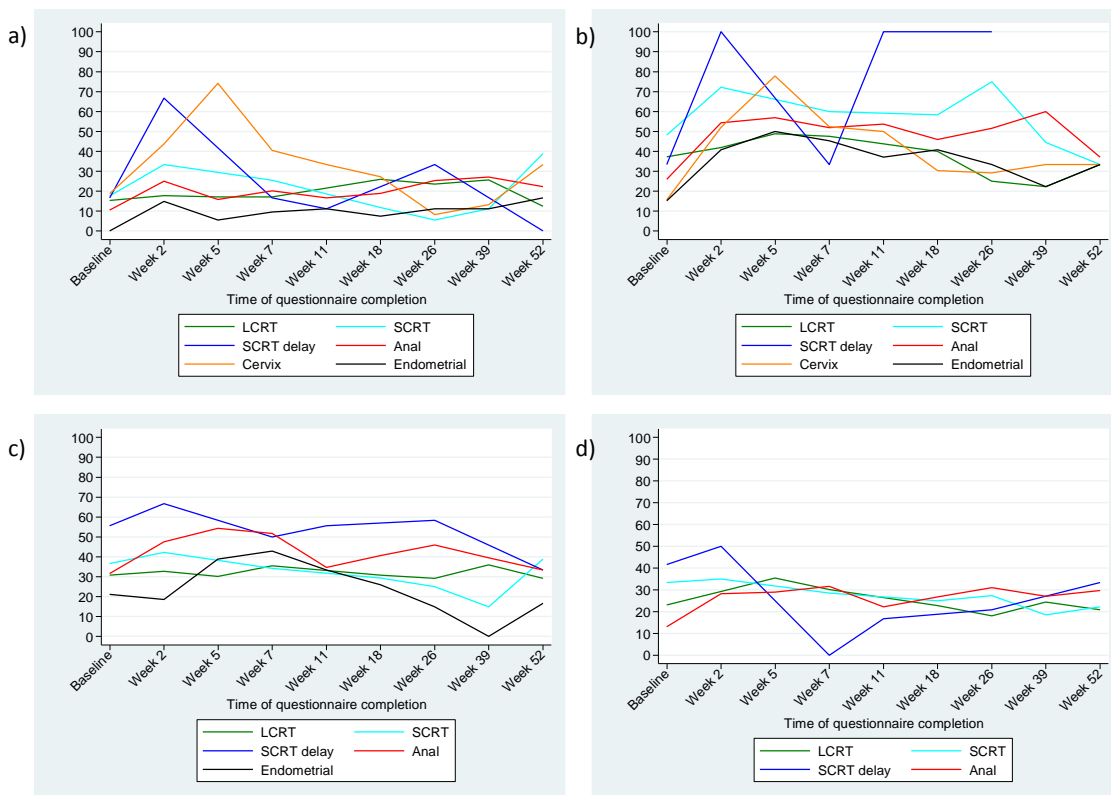 a)
100
90
80
70
60
50
40
30
20
10
0
Baseline Week 2 Week 5 Week 7 Week 11 Week 18 Week 26 Week 39 Week 52
Time of questionnaire completion
LCRT SCRT
SCRT delay Anal
Cervix Endometrial
b)
100
90
80
70
60
50
40
30
20
10
0
Baseline Week 2 Week 5 Week 7 Week 11 Week 18 Week 26 Week 39 Week 52
Time of questionnaire completion
LCRT SCRT
SCRT delay Anal
Cervix Endometrial
c)
100
90
80
70
60
50
40
30
20
10
0
Baseline Week 2 Week 5 Week 7 Week 11 Week 18 Week 26 Week 39 Week 52
Time of questionnaire completion
LCRT SCRT
SCRT delay Anal
Endometrial
d)
100
90
80
70
60
50
40
30
20
10
0
Baseline Week 2 Week 5 Week 7 Week 11 Week 18 Week 26 Week 39 Week 52
Time of questionnaire completion
LCRT SCRT
SCRT delay Anal